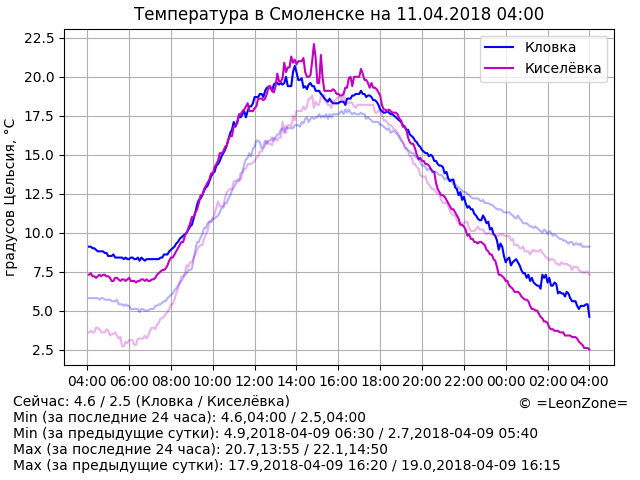 Температура в Смоленске на 11.04.2018 04:00
градусов Цельсия, °C
22.5
20.0
17.5
15.0
12.5
10.0
7.5
5.0
2.5
Кловка
Киселёвка
04:00 06:00 08:00 10:00 12:00 14:00 16:00 18:00 20:00 22:00 00:00 02:00 04:00
Сейчас: 4.6 / 2.5 (Кловка / Киселёвка)
© =LeonZone=
Min (за последние 24 часа): 4.6,04:00 / 2.5,04:00
Min (за предыдущие сутки): 4.9,2018-04-09 06:30 / 2.7,2018-04-09 05:40
Max (за последние 24 часа): 20.7,13:55 / 22.1,14:50
Max (за предыдущие сутки): 17.9,2018-04-09 16:20 / 19.0,2018-04-09 16:15